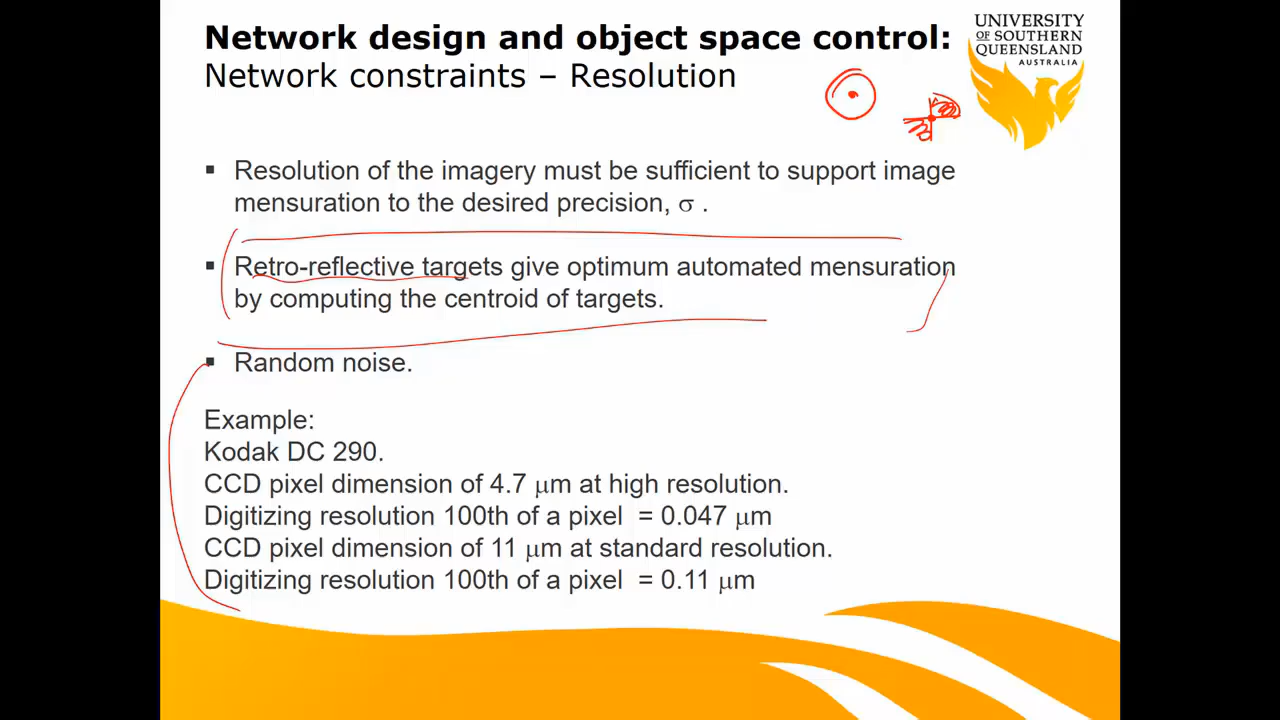 Network design and object space control:
Network constraints – Resolution
UNIVERSITY
OF SOUTHERN
QUEENSLAND
AUSTRALIA
▪ Resolution of the imagery must be sufficient to support image
mensuration to the desired precision, σ .
▪ Retro-reflective targets give optimum automated mensuration
by computing the centroid of targets.
▪ Random noise.
Example:
Kodak DC 290.
CCD pixel dimension of 4.7 μm at high resolution.
Digitizing resolution 100th of a pixel = 0.047 μm
CCD pixel dimension of 11 μm at standard resolution.
Digitizing resolution 100th of a pixel = 0.11 μm